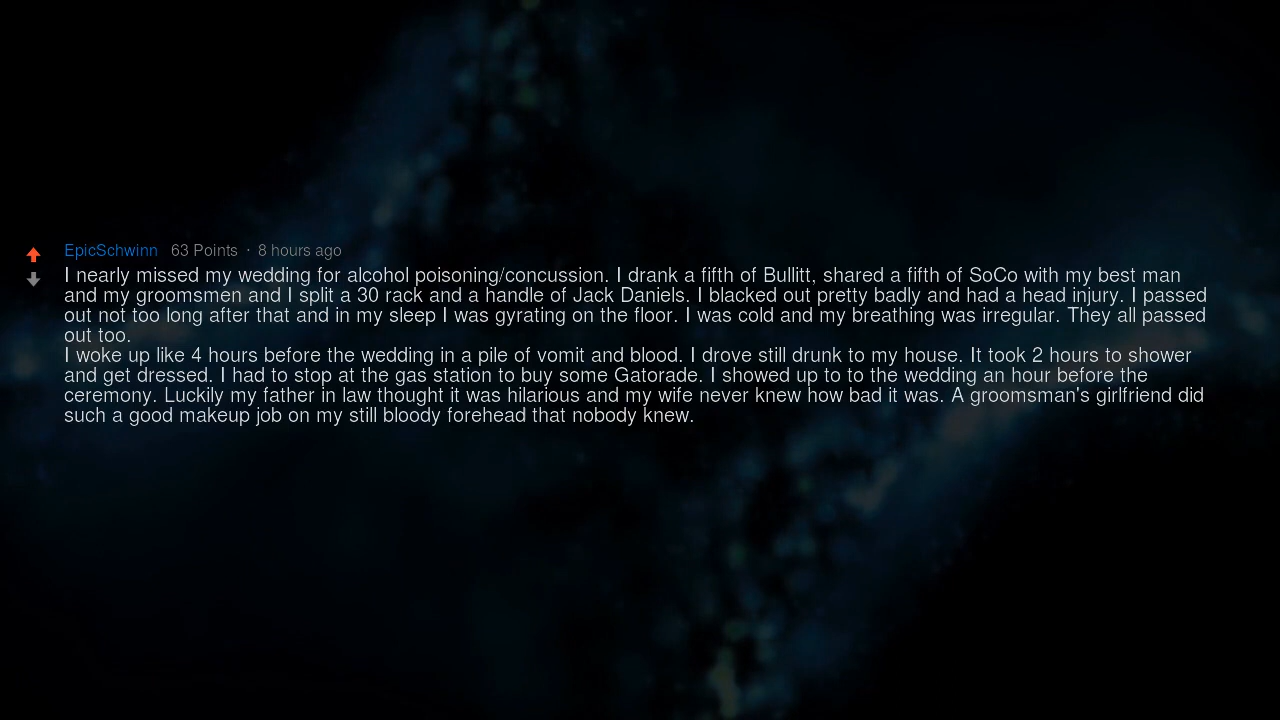 EpicSchwinn 63 Points · 8 hours ago
I nearly missed my wedding for alcohol poisoning/concussion. I drank a fifth of Bullitt, shared a fifth of SoCo with my best man
and my groomsmen and I split a 30 rack and a handle of Jack Daniels. I blacked out pretty badly and had a head injury. I passed
out not too long after that and in my sleep I was gyrating on the floor. I was cold and my breathing was irregular. They all passed
out too.
I woke up like 4 hours before the wedding in a pile of vomit and blood. I drove still drunk to my house. It took 2 hours to shower
and get dressed. I had to stop at the gas station to buy some Gatorade. I showed up to to the wedding an hour before the
ceremony. Luckily my father in law thought it was hilarious and my wife never knew how bad it was. A groomsman's girlfriend did
such a good makeup job on my still bloody forehead that nobody knew.